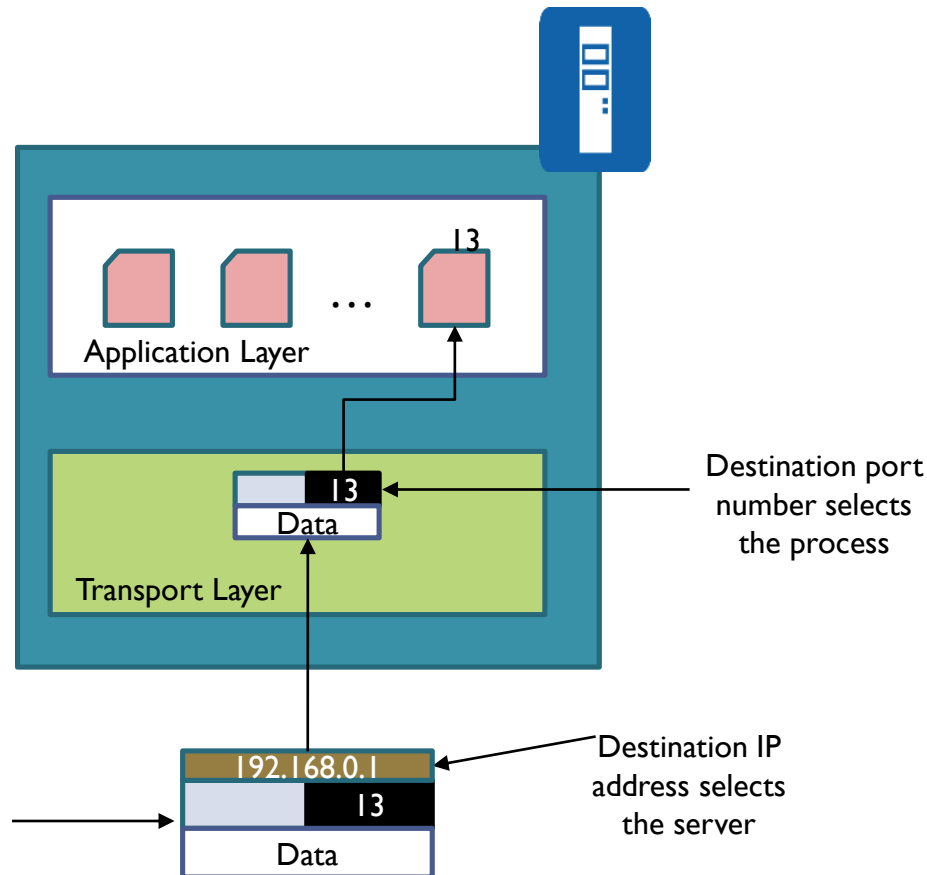 13
...
Application Layer
13
Data
Destination port
number selects
the process
Transport Layer
192.168.0.1
13
Data
Destination IP
address selects
the server